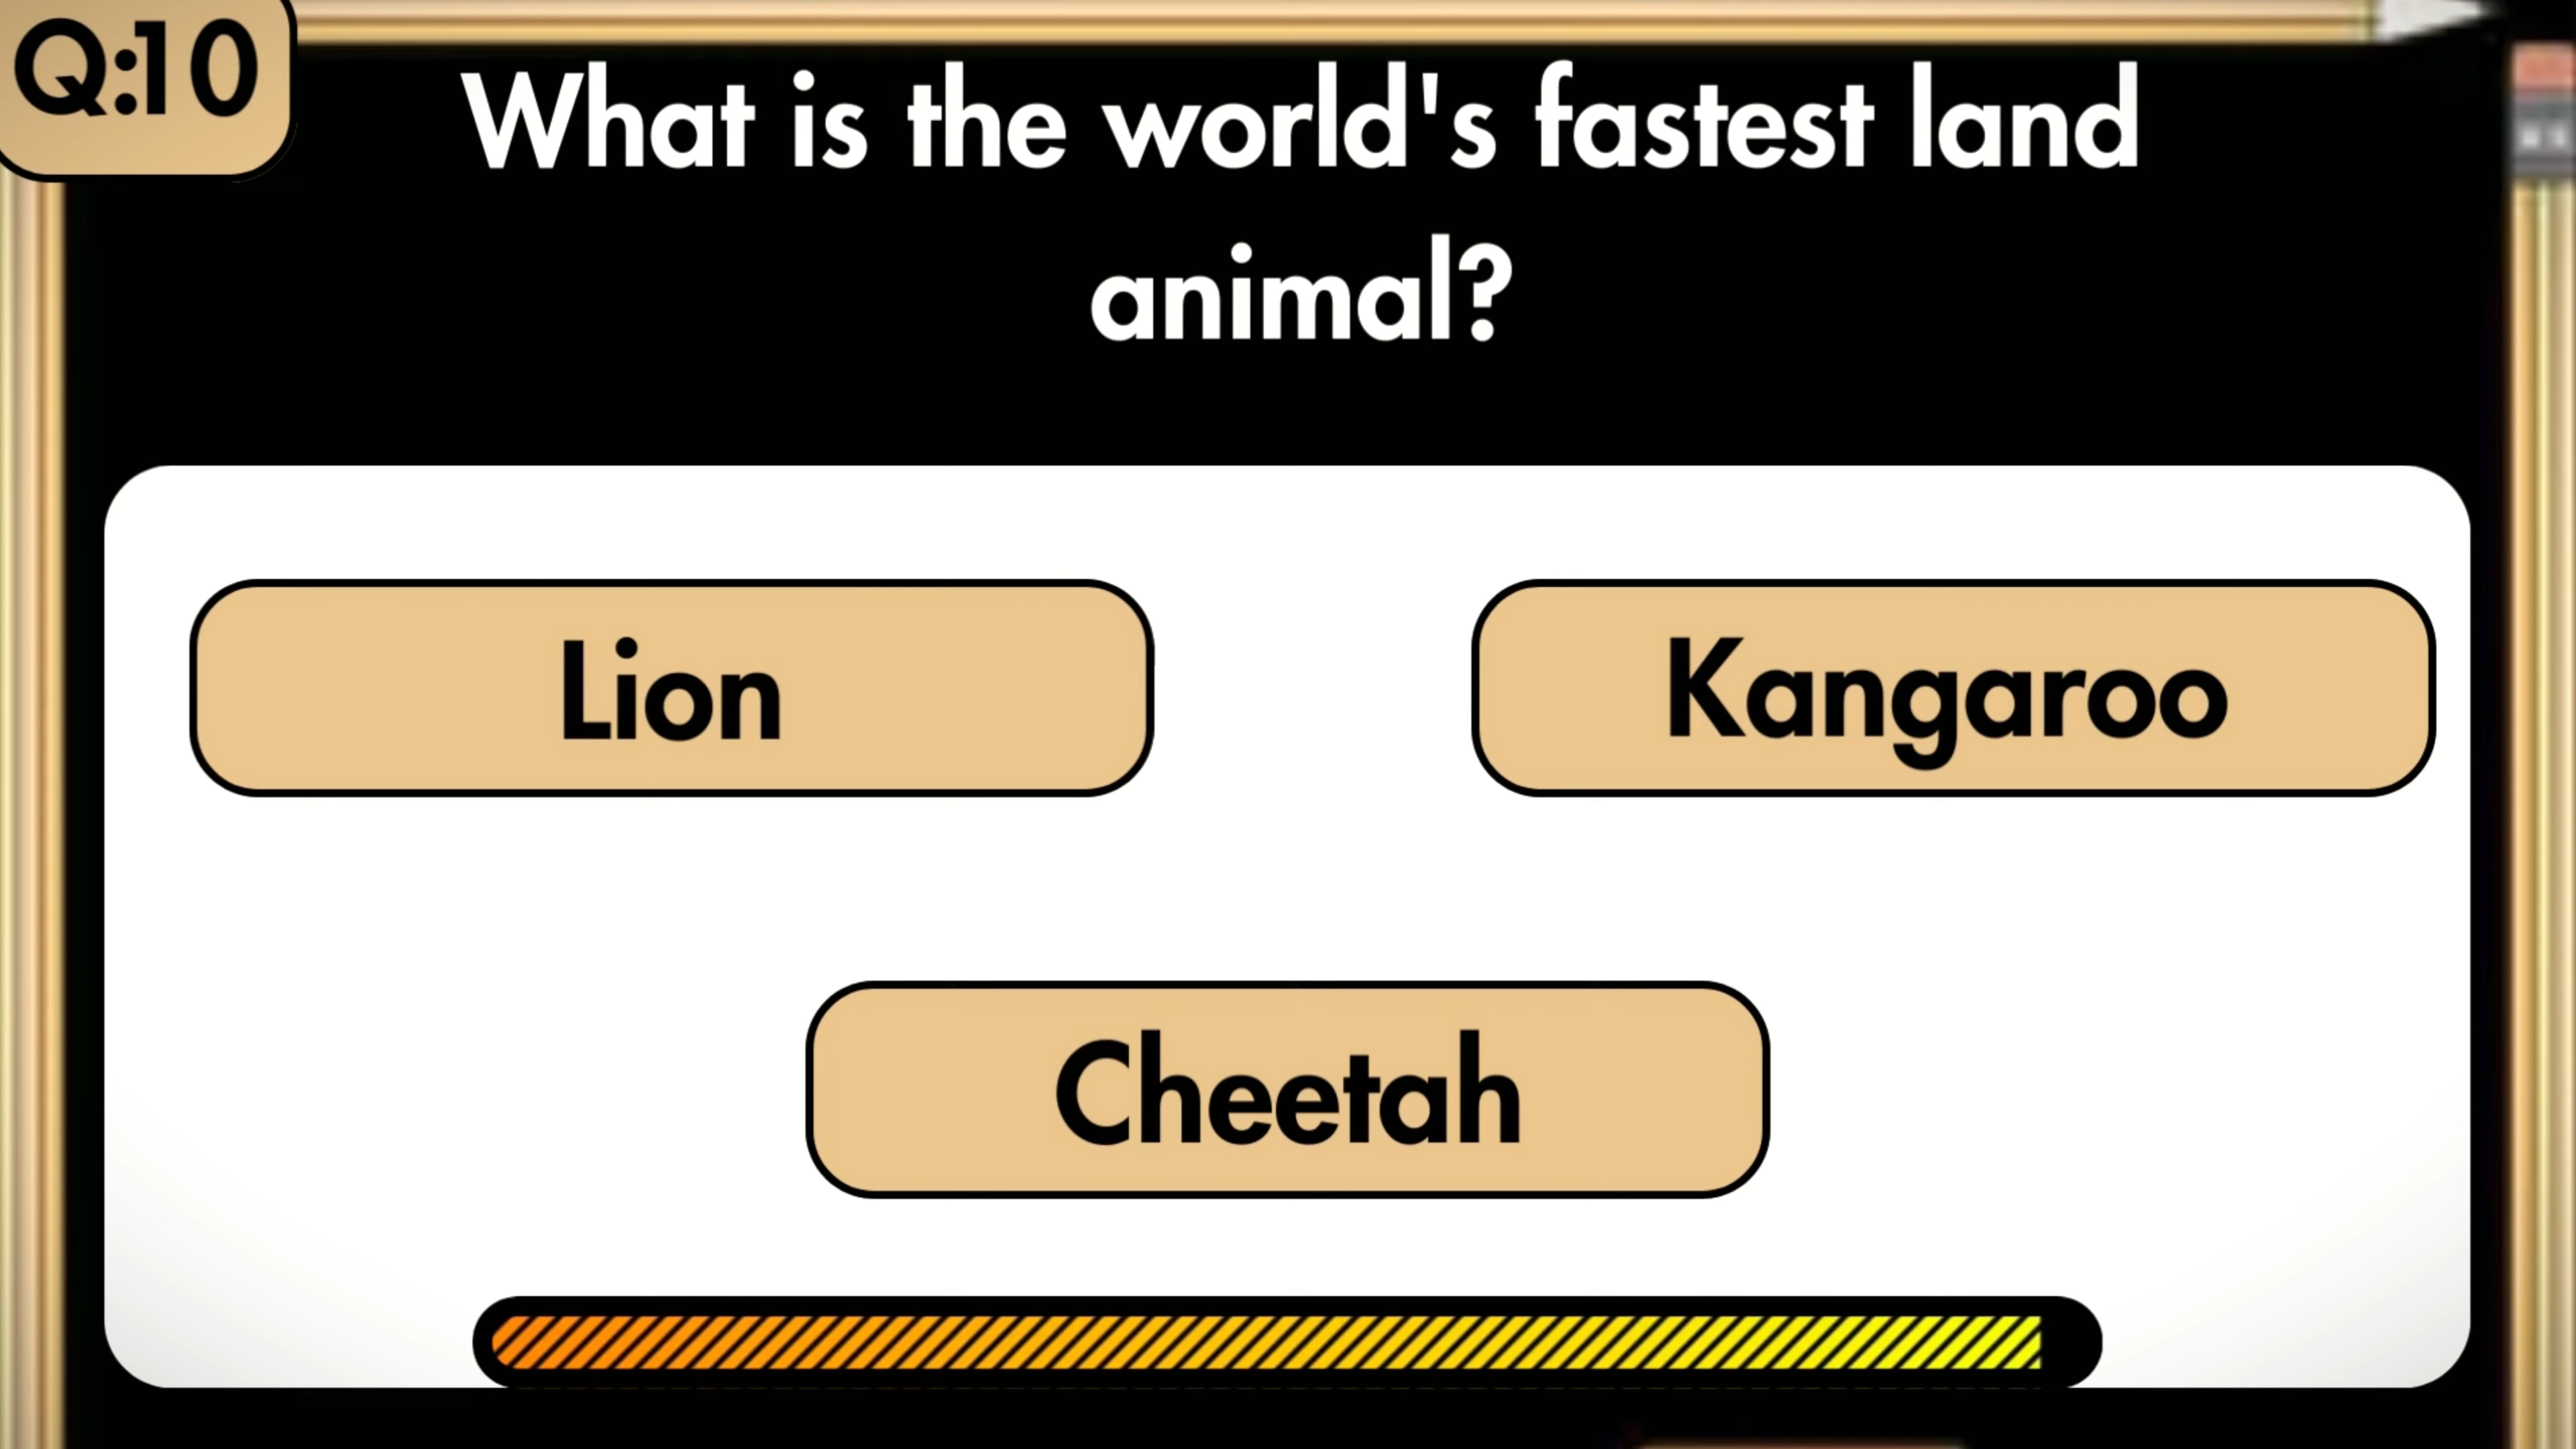 Q:10
What is the world's fastest land
animal?
Lion
Kangaroo
Cheetah